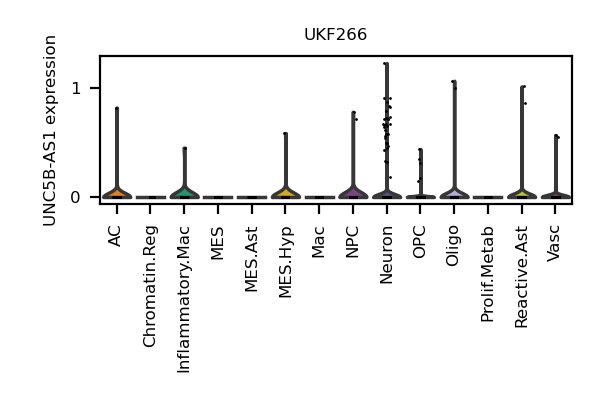 UKF266
UNC5B-AS1 expression
1
0
AC
Chromatin.Reg
Inflammatory.Mac
MES
MES.Ast
MES.Hyp
Mac
NPC
Neuron
OPC
Oligo
Prolif.Metab
Reactive.Ast
Vasc